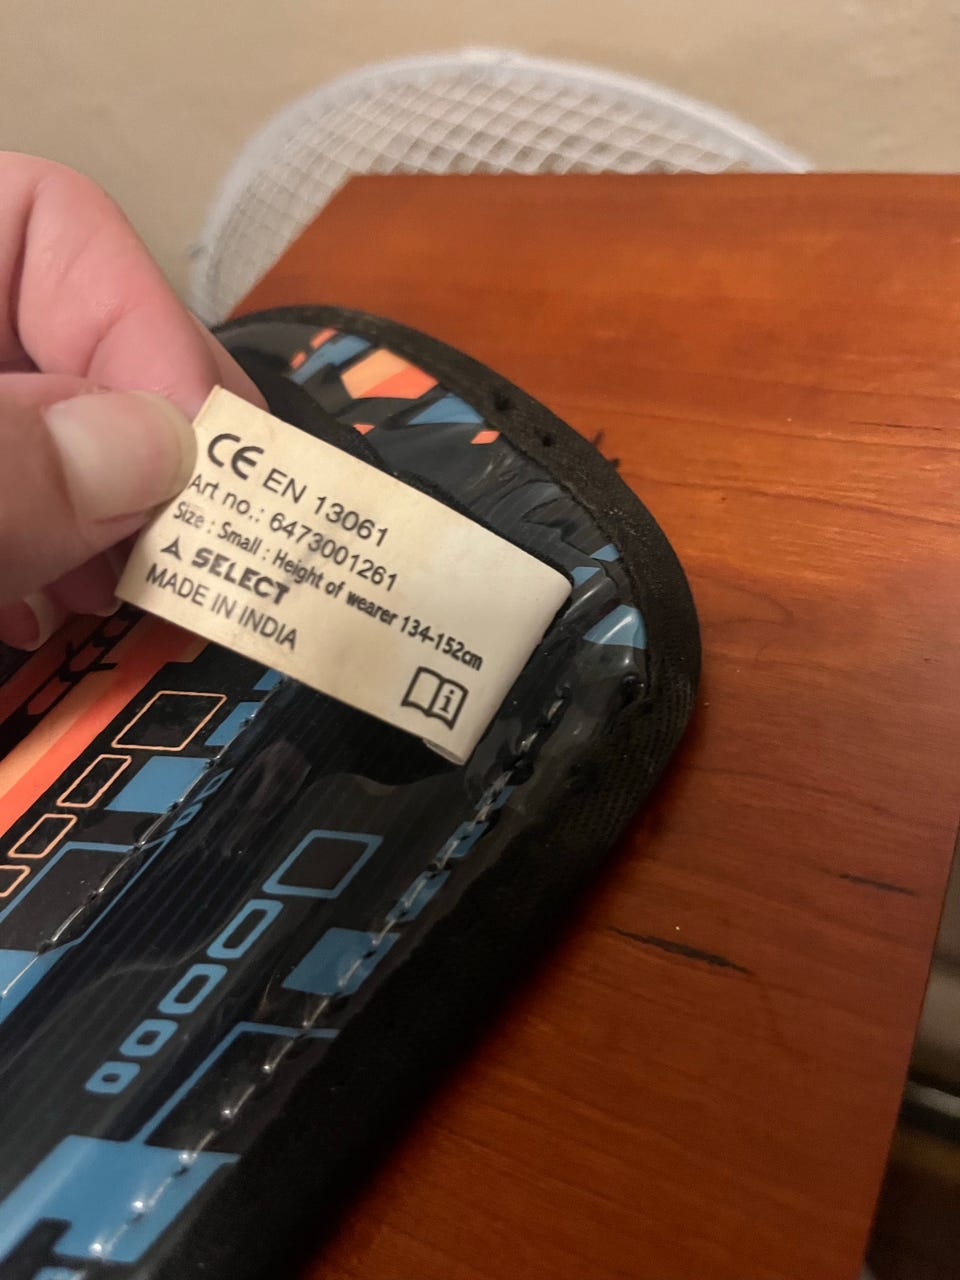 CE EN 13061
Art no.: 6473001261
Size : Small : Height of wearer 134-152cm
SELECT
MADE IN INDIA
i